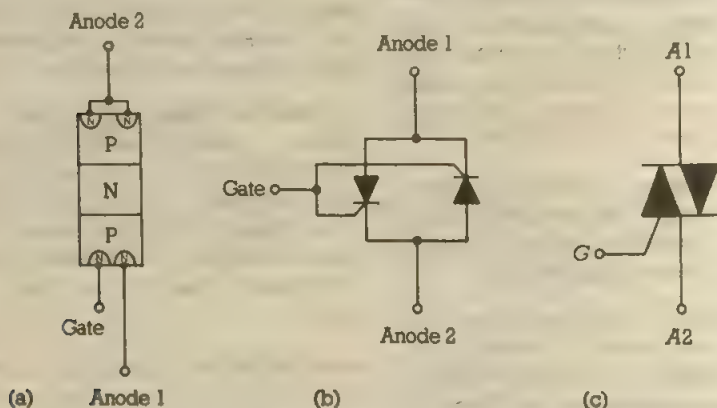 Anode 2
N N
P
N
P
N N
Gate
Anode 1
(a)
Anode 1
Gate
Anode 2
(b)
A1
G
A2
(c)